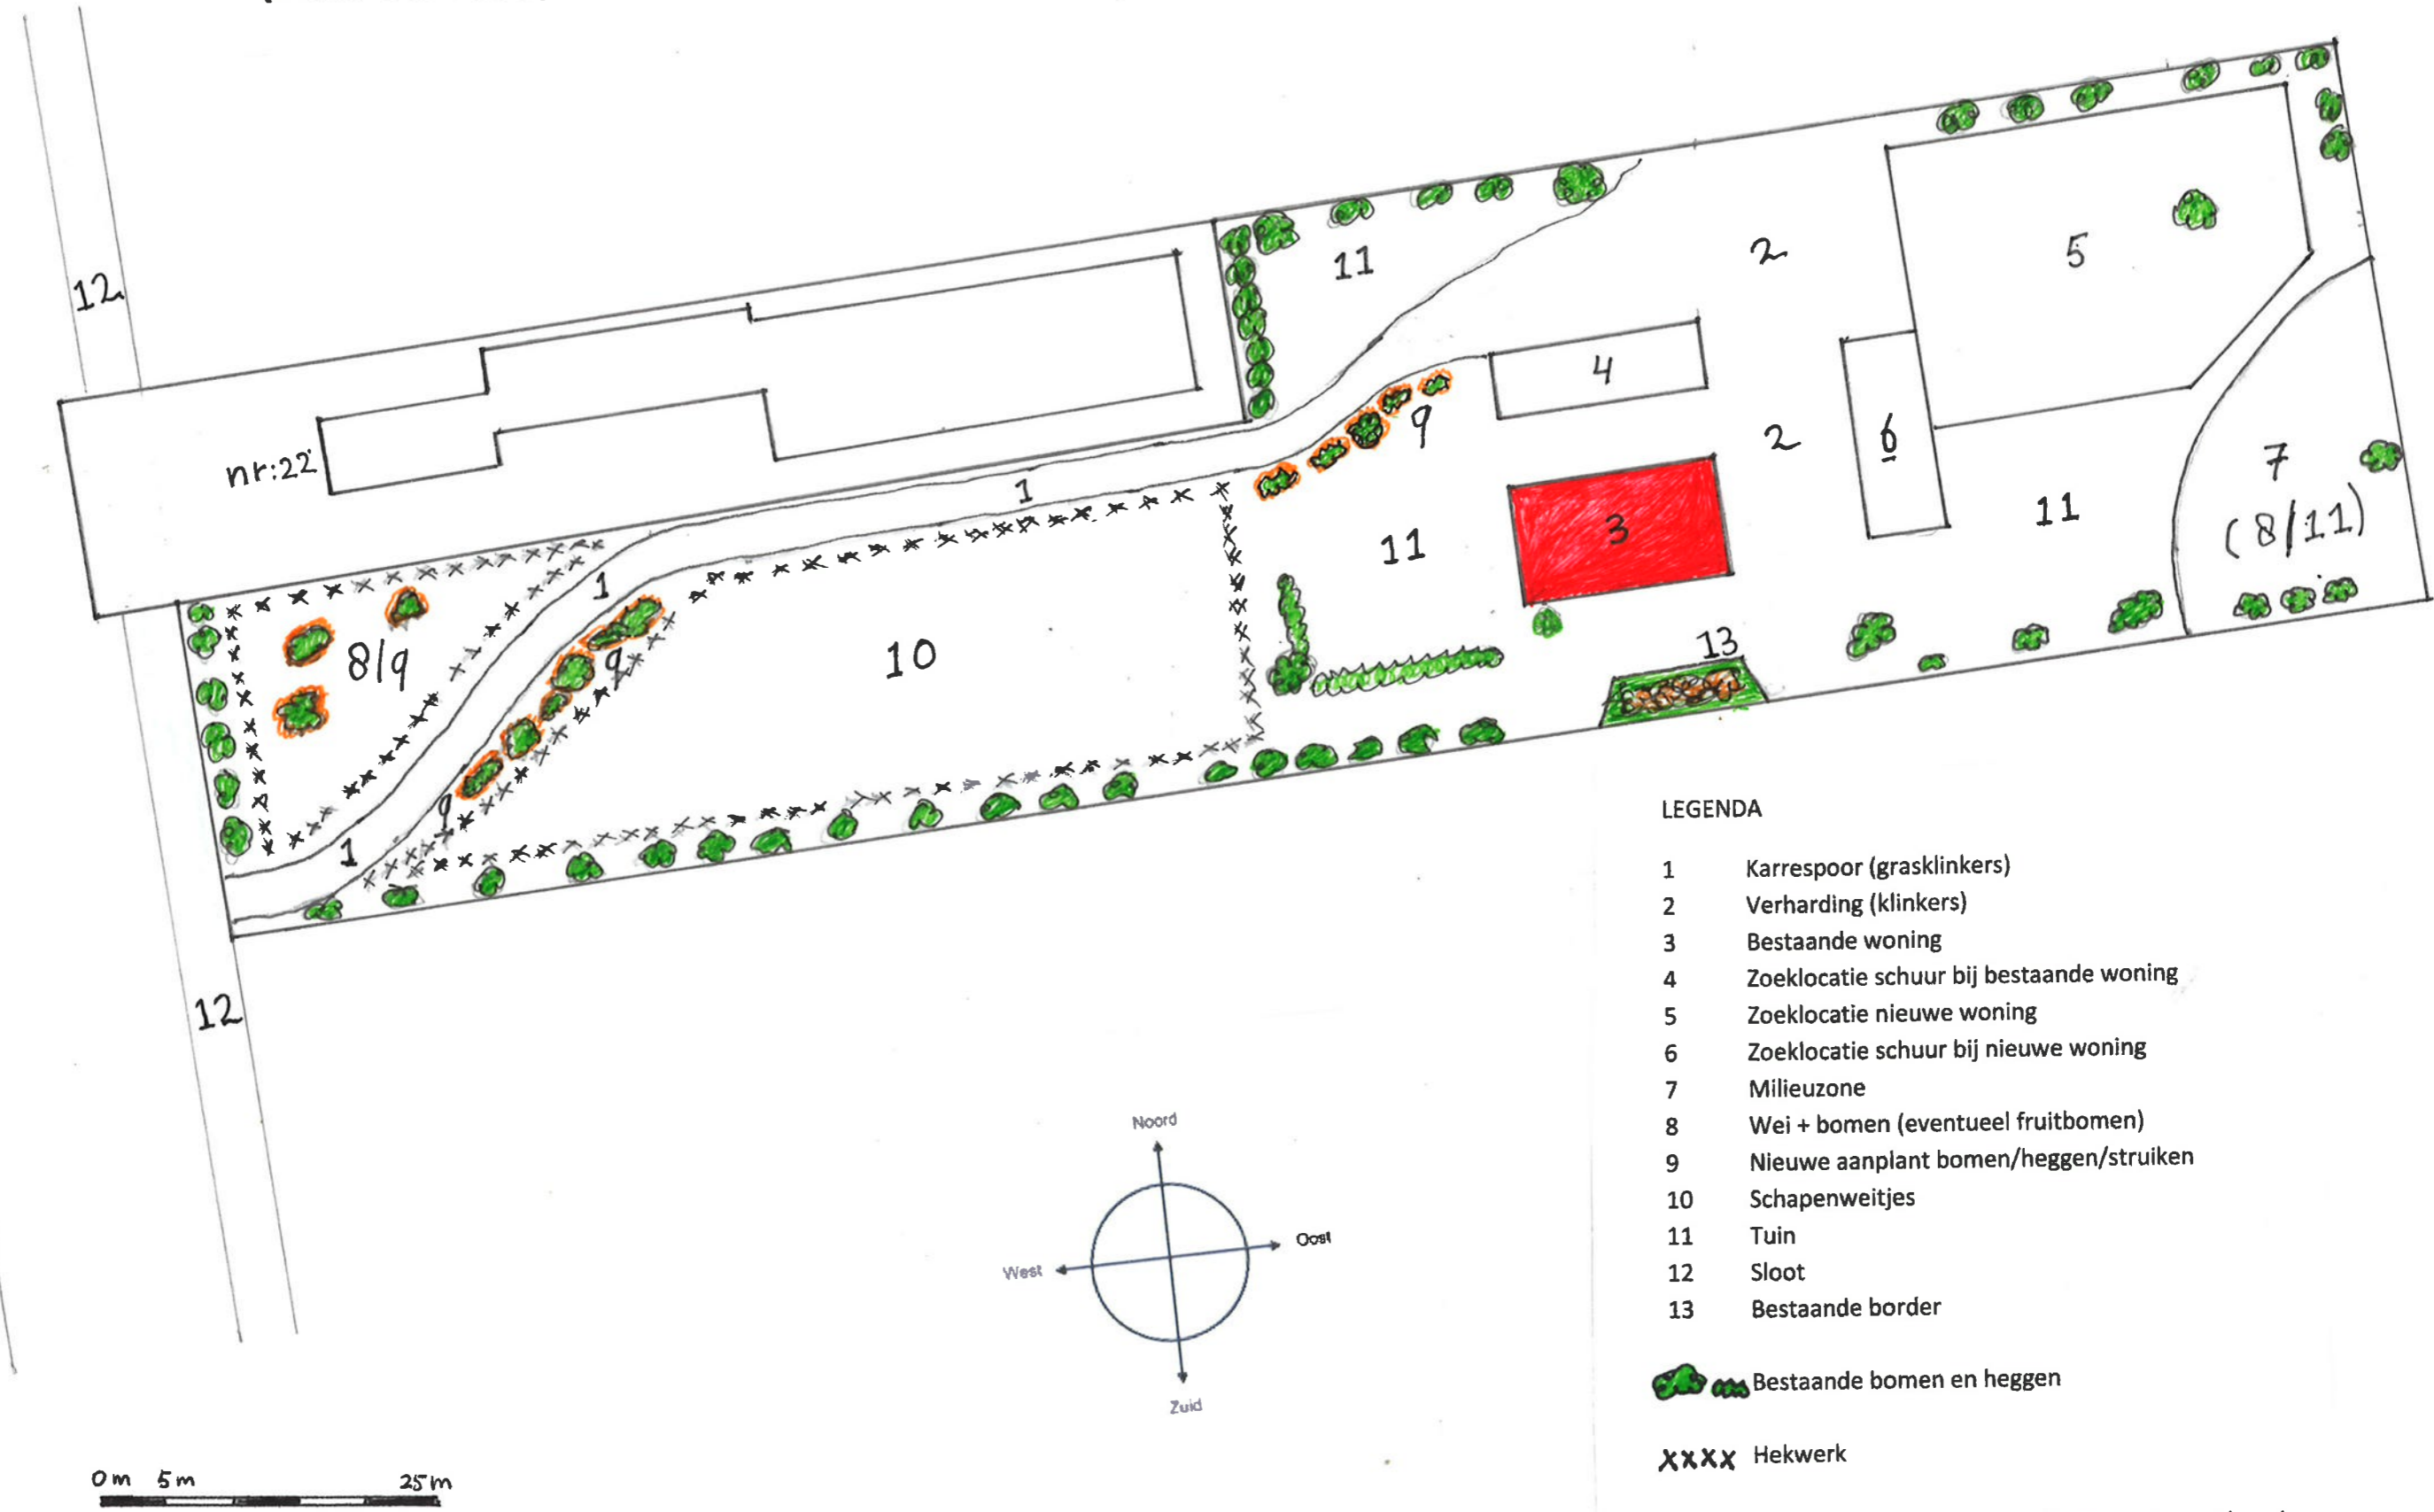 12
11
2
5
4
nr:22
9
2
6
7
(8/11)
1
11
11
3
1
8/9
9
10
13
9
1
12
LEGENDA
1 Karrespoor (grasklinkers)
2 Verharding (klinkers)
3 Bestaande woning
4 Zoeklocatie schuur bij bestaande woning
5 Zoeklocatie nieuwe woning
6 Zoeklocatie schuur bij nieuwe woning
7 Milieuzone
8 Wei + bomen (eventueel fruitbomen)
9 Nieuwe aanplant bomen/heggen/struiken
10 Schapenweitjes
11 Tuin
12 Sloot
13 Bestaande border
Bestaande bomen en heggen
xxxx Hekwerk
Noord
Oost
West
Zuid
0m 5m 25m